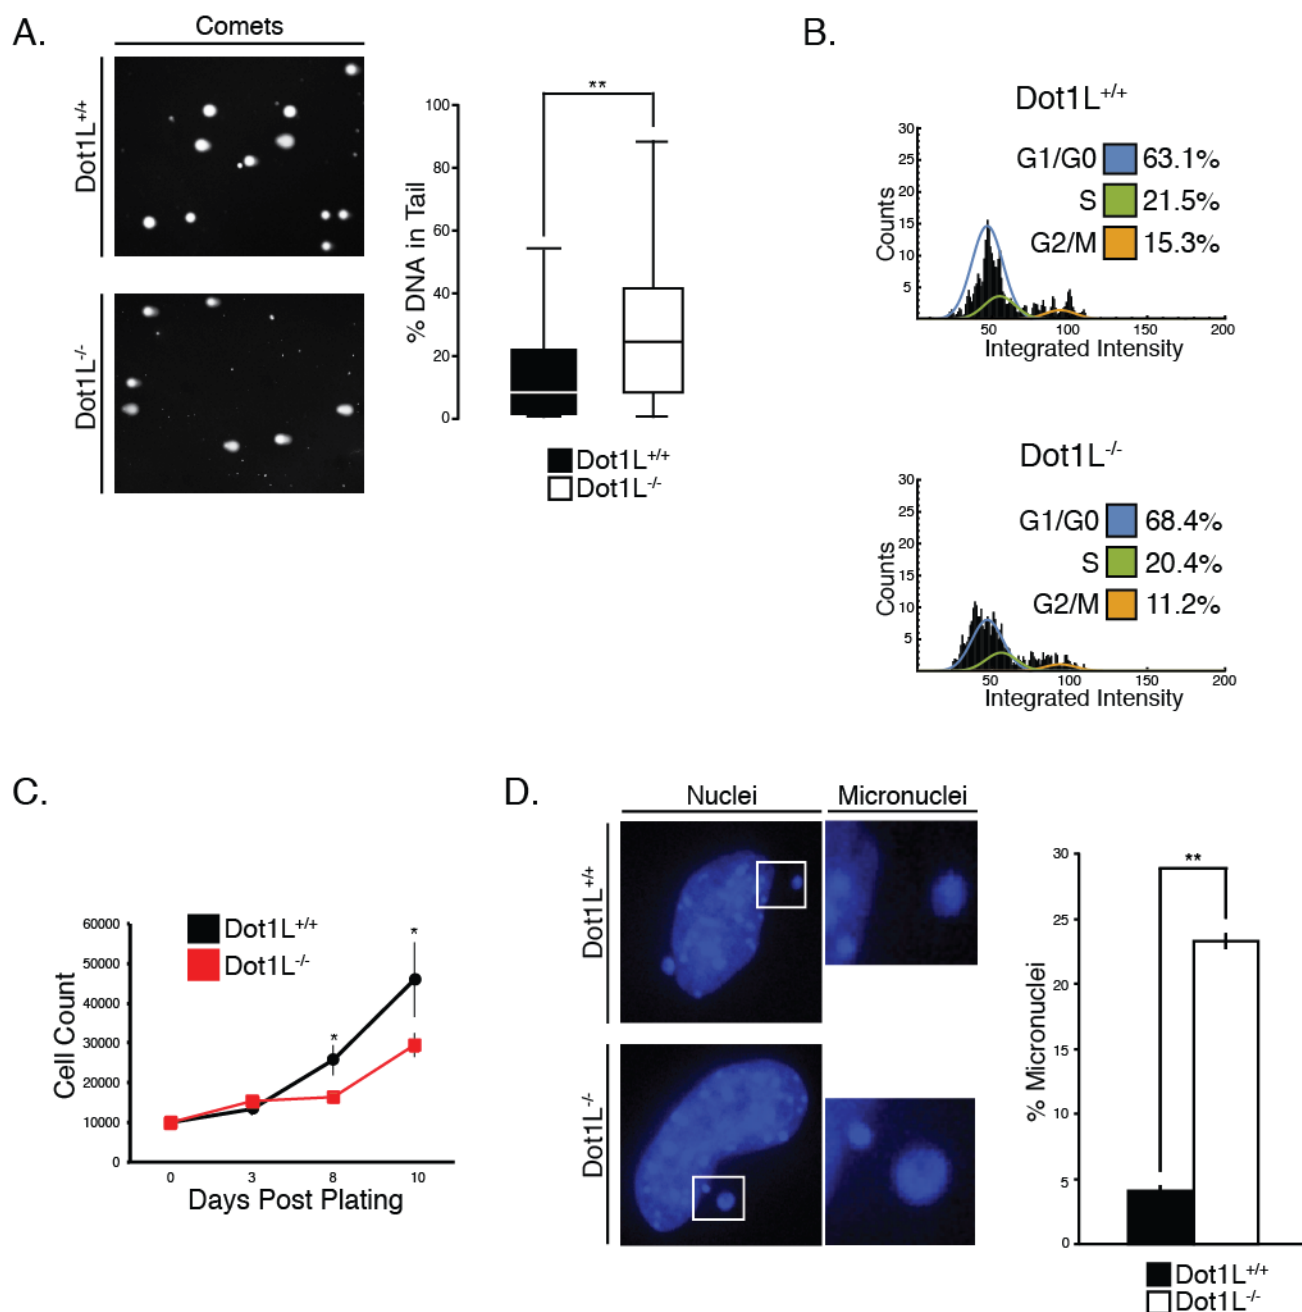 A.
Comets
Dot1L+/+
Dot1L-/-
% DNA in Tail
100
80
60
40
20
0
**
Dot1L+/+
Dot1L-/-
B.
Dot1L+/+
G1/G0 63.1%
S 21.5%
G2/M 15.3%
Counts
30
25
20
15
10
5
50 100 150 200
Integrated Intensity
Dot1L-/-
G1/G0 68.4%
S 20.4%
G2/M 11.2%
Counts
30
25
20
15
10
5
50 100 150 200
Integrated Intensity
C.
Cell Count
60000
50000
40000
30000
20000
10000
0
Dot1L+/+
Dot1L-/-
*
*
0 3 8 10
Days Post Plating
D.
Nuclei Micronuclei
Dot1L+/+
Dot1L-/-
% Micronuclei
30
25
20
15
10
5
0
**
Dot1L+/+
Dot1L-/-